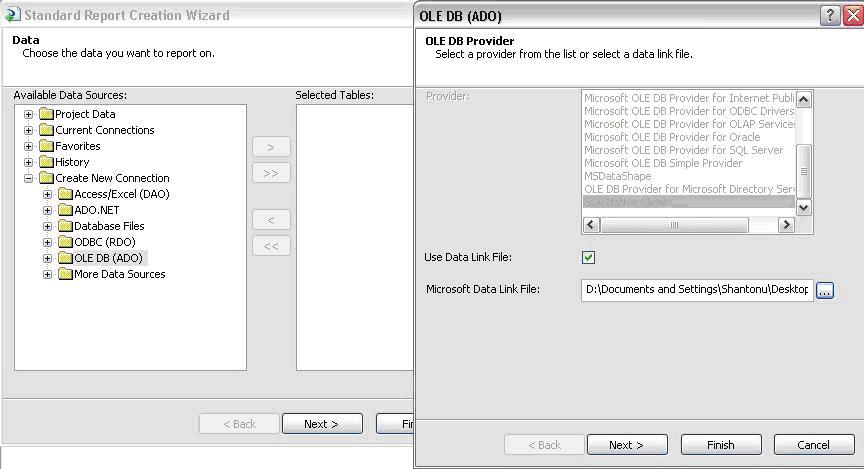 Standard Report Creation Wizard
Data
Choose the data you want to report on.
Available Data Sources:
Selected Tables:
Project Data
Current Connections
Favorites
History
Create New Connection
Access/Excel (DAO)
ADO.NET
Database Files
ODBC (RDO)
OLE DB (ADO)
More Data Sources
>
>>
<
<<
< Back
Next >
Fir
OLE DB (ADO)
OLE DB Provider
Select a provider from the list or select a data link file.
Provider:
Microsoft OLE DB Provider for Internet Publi
Microsoft OLE DB Provider for ODBC Drivers
Microsoft OLE DB Provider for OLAP Services
Microsoft OLE DB Provider for Oracle
Microsoft OLE DB Provider for SQL Server
Microsoft OLE DB Simple Provider
MSDataShape
OLE DB Provider for Microsoft Directory Serv
SQL Native Client
Use Data Link File:
Microsoft Data Link File:
D:\Documents and Settings\Shantonu\Desktop
...
< Back
Next >
Finish
Cancel